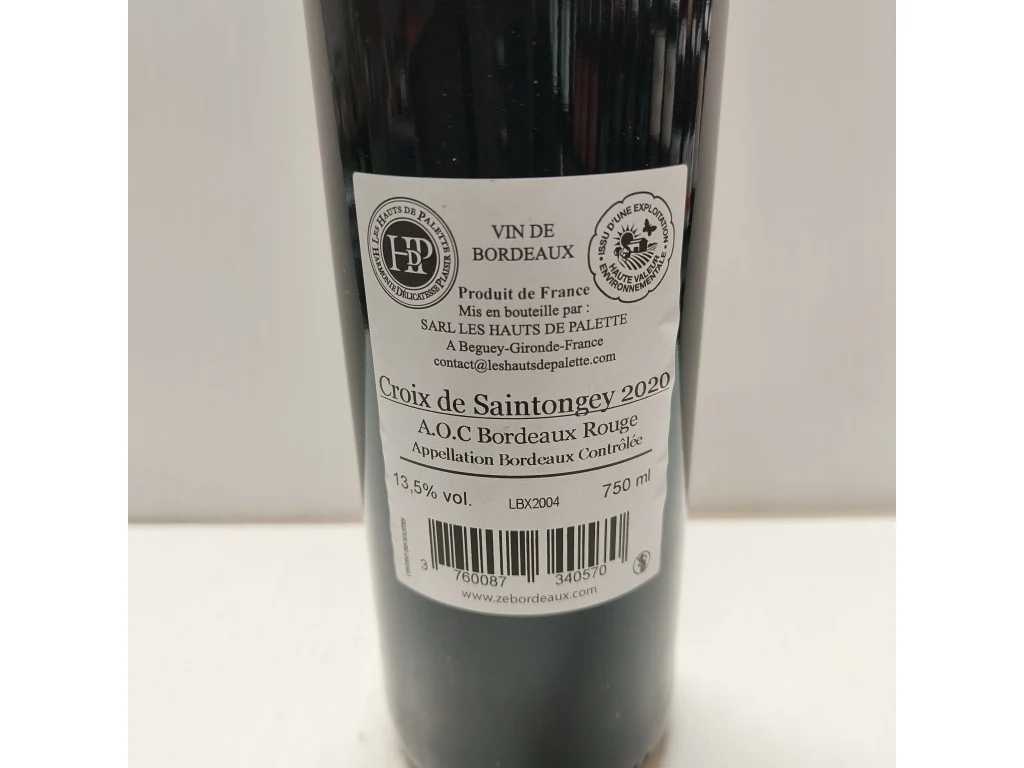 LES HAUTS DE PALETTE
HDP
HARMONIE DÉLICATESSE PLAISIR
VIN DE
BORDEAUX
ISSU D'UNE EXPLOITATION
HAUTE VALEUR
ENVIRONNEMENTALE
Produit de France
Mis en bouteille par :
SARL LES HAUTS DE PALETTE
A Beguey-Gironde-France
contact@leshautsdepalette.com
Croix de Saintongey 2020
A.O.C Bordeaux Rouge
Appellation Bordeaux Contrôlée
13,5% vol.
LBX2004
750 ml
3 760087 340570
www.zebordeaux.com